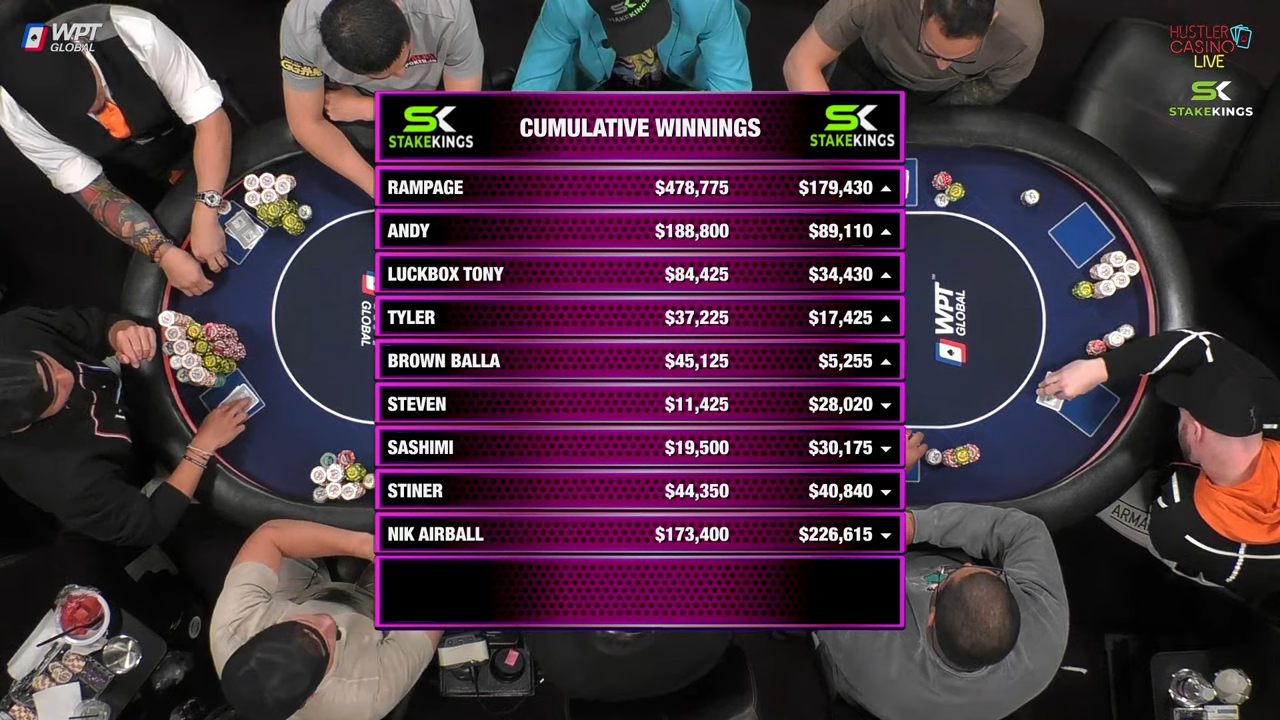 WPT
GLOBAL
HUSTLER
CASINO
LIVE
STAKEKINGS
STAKEKINGS
CUMULATIVE WINNINGS
STAKEKINGS
RAMPAGE $478,775 $179,430
ANDY $188,800 $89,110
LUCKBOX TONY $84,425 $34,430
TYLER $37,225 $17,425
BROWN BALLA $45,125 $5,255
STEVEN $11,425 $28,020
SASHIMI $19,500 $30,175
STINER $44,350 $40,840
NIK AIRBALL $173,400 $226,615
WPT
GLOBAL
GLOBAL
STAKEKINGS
ARMA